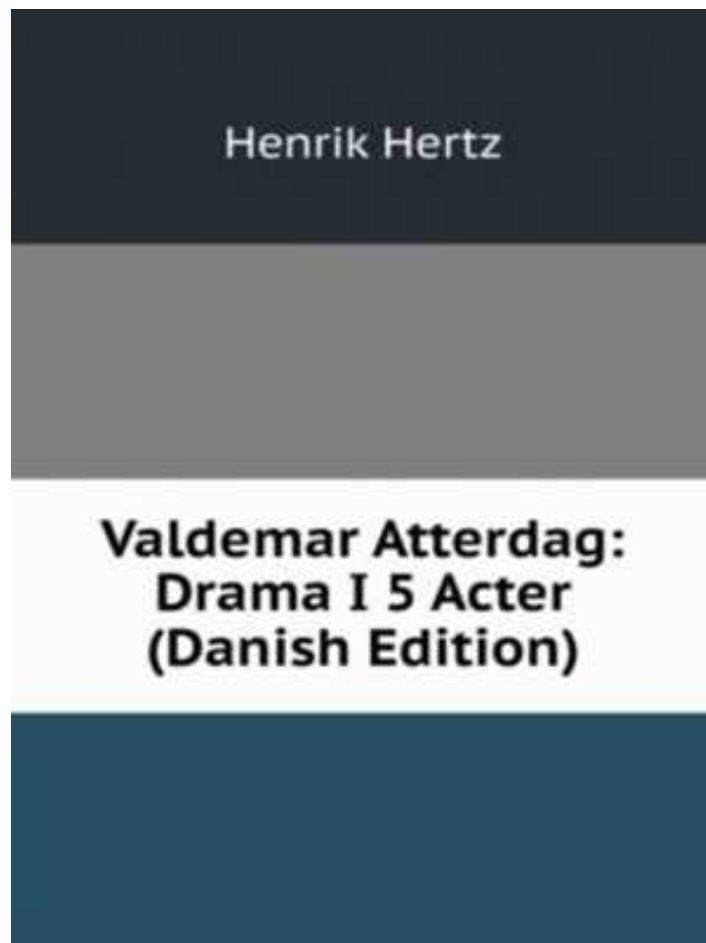 Henrik Hertz
Valdemar Atterdag:
Drama I 5 Acter
(Danish Edition)